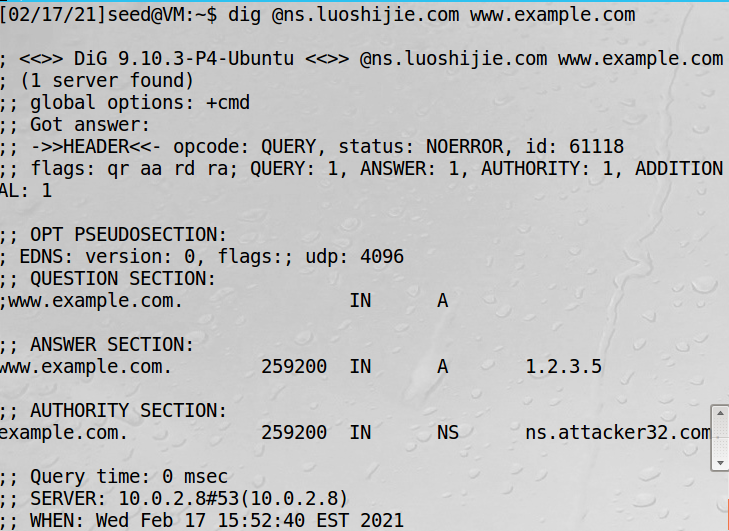 [02/17/21]seed@VM:~$ dig @ns.luoshijie.com www.example.com
; <<>> DiG 9.10.3-P4-Ubuntu <<>> @ns.luoshijie.com www.example.com
; (1 server found)
;; global options: +cmd
;; Got answer:
;; ->>HEADER<<- opcode: QUERY, status: NOERROR, id: 61118
;; flags: qr aa rd ra; QUERY: 1, ANSWER: 1, AUTHORITY: 1, ADDITION
AL: 1
;; OPT PSEUDOSECTION:
; EDNS: version: 0, flags:; udp: 4096
;; QUESTION SECTION:
;www.example.com. IN A
;; ANSWER SECTION:
www.example.com. 259200 IN A 1.2.3.5
;; AUTHORITY SECTION:
example.com. 259200 IN NS ns.attacker32.com.
;; Query time: 0 msec
;; SERVER: 10.0.2.8#53(10.0.2.8)
;; WHEN: Wed Feb 17 15:52:40 EST 2021